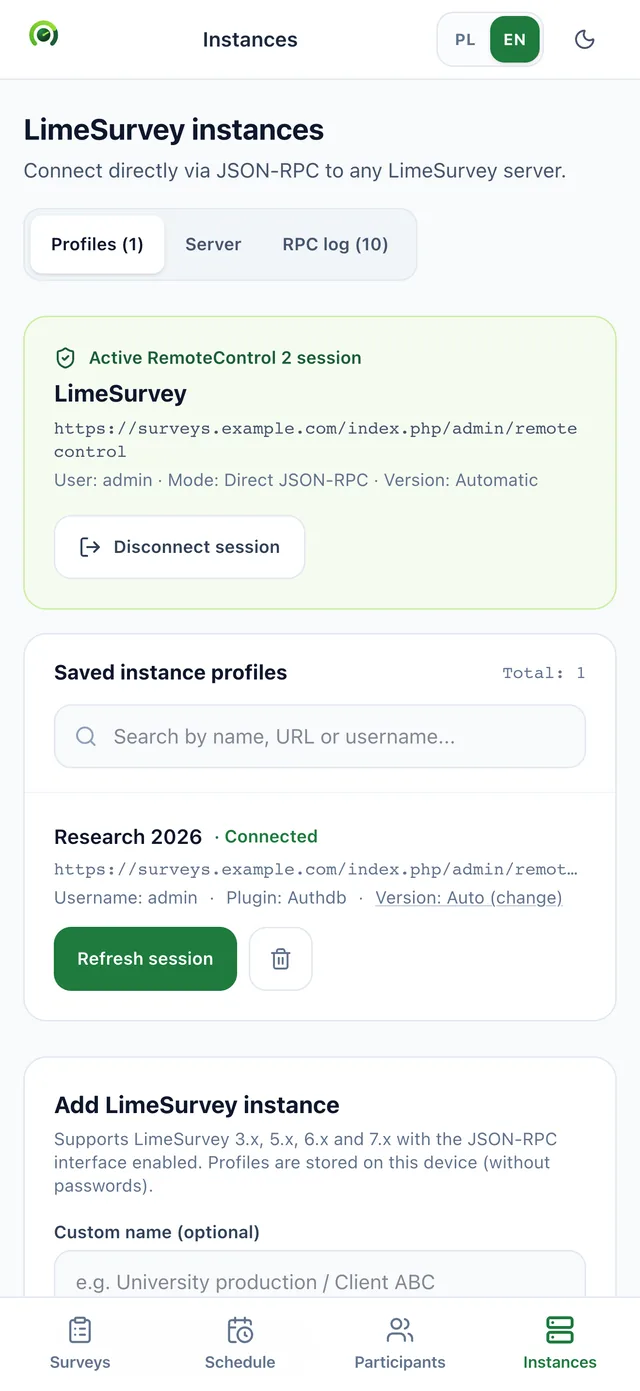 Instances
PL
EN
LimeSurvey instances
Connect directly via JSON-RPC to any LimeSurvey server.
Profiles (1)
Server
RPC log (10)
Active RemoteControl 2 session
LimeSurvey
https://surveys.example.com/index.php/admin/remote
control
User: admin · Mode: Direct JSON-RPC · Version: Automatic
Disconnect session
Saved instance profiles
Total: 1
Search by name, URL or username...
Research 2026 · Connected
https://surveys.example.com/index.php/admin/remot…
Username: admin · Plugin: Authdb · Version: Auto (change)
Refresh session
Add LimeSurvey instance
Supports LimeSurvey 3.x, 5.x, 6.x and 7.x with the JSON-RPC
interface enabled. Profiles are stored on this device (without
passwords).
Custom name (optional)
e.g. University production / Client ABC
Surveys
Schedule
Participants
Instances